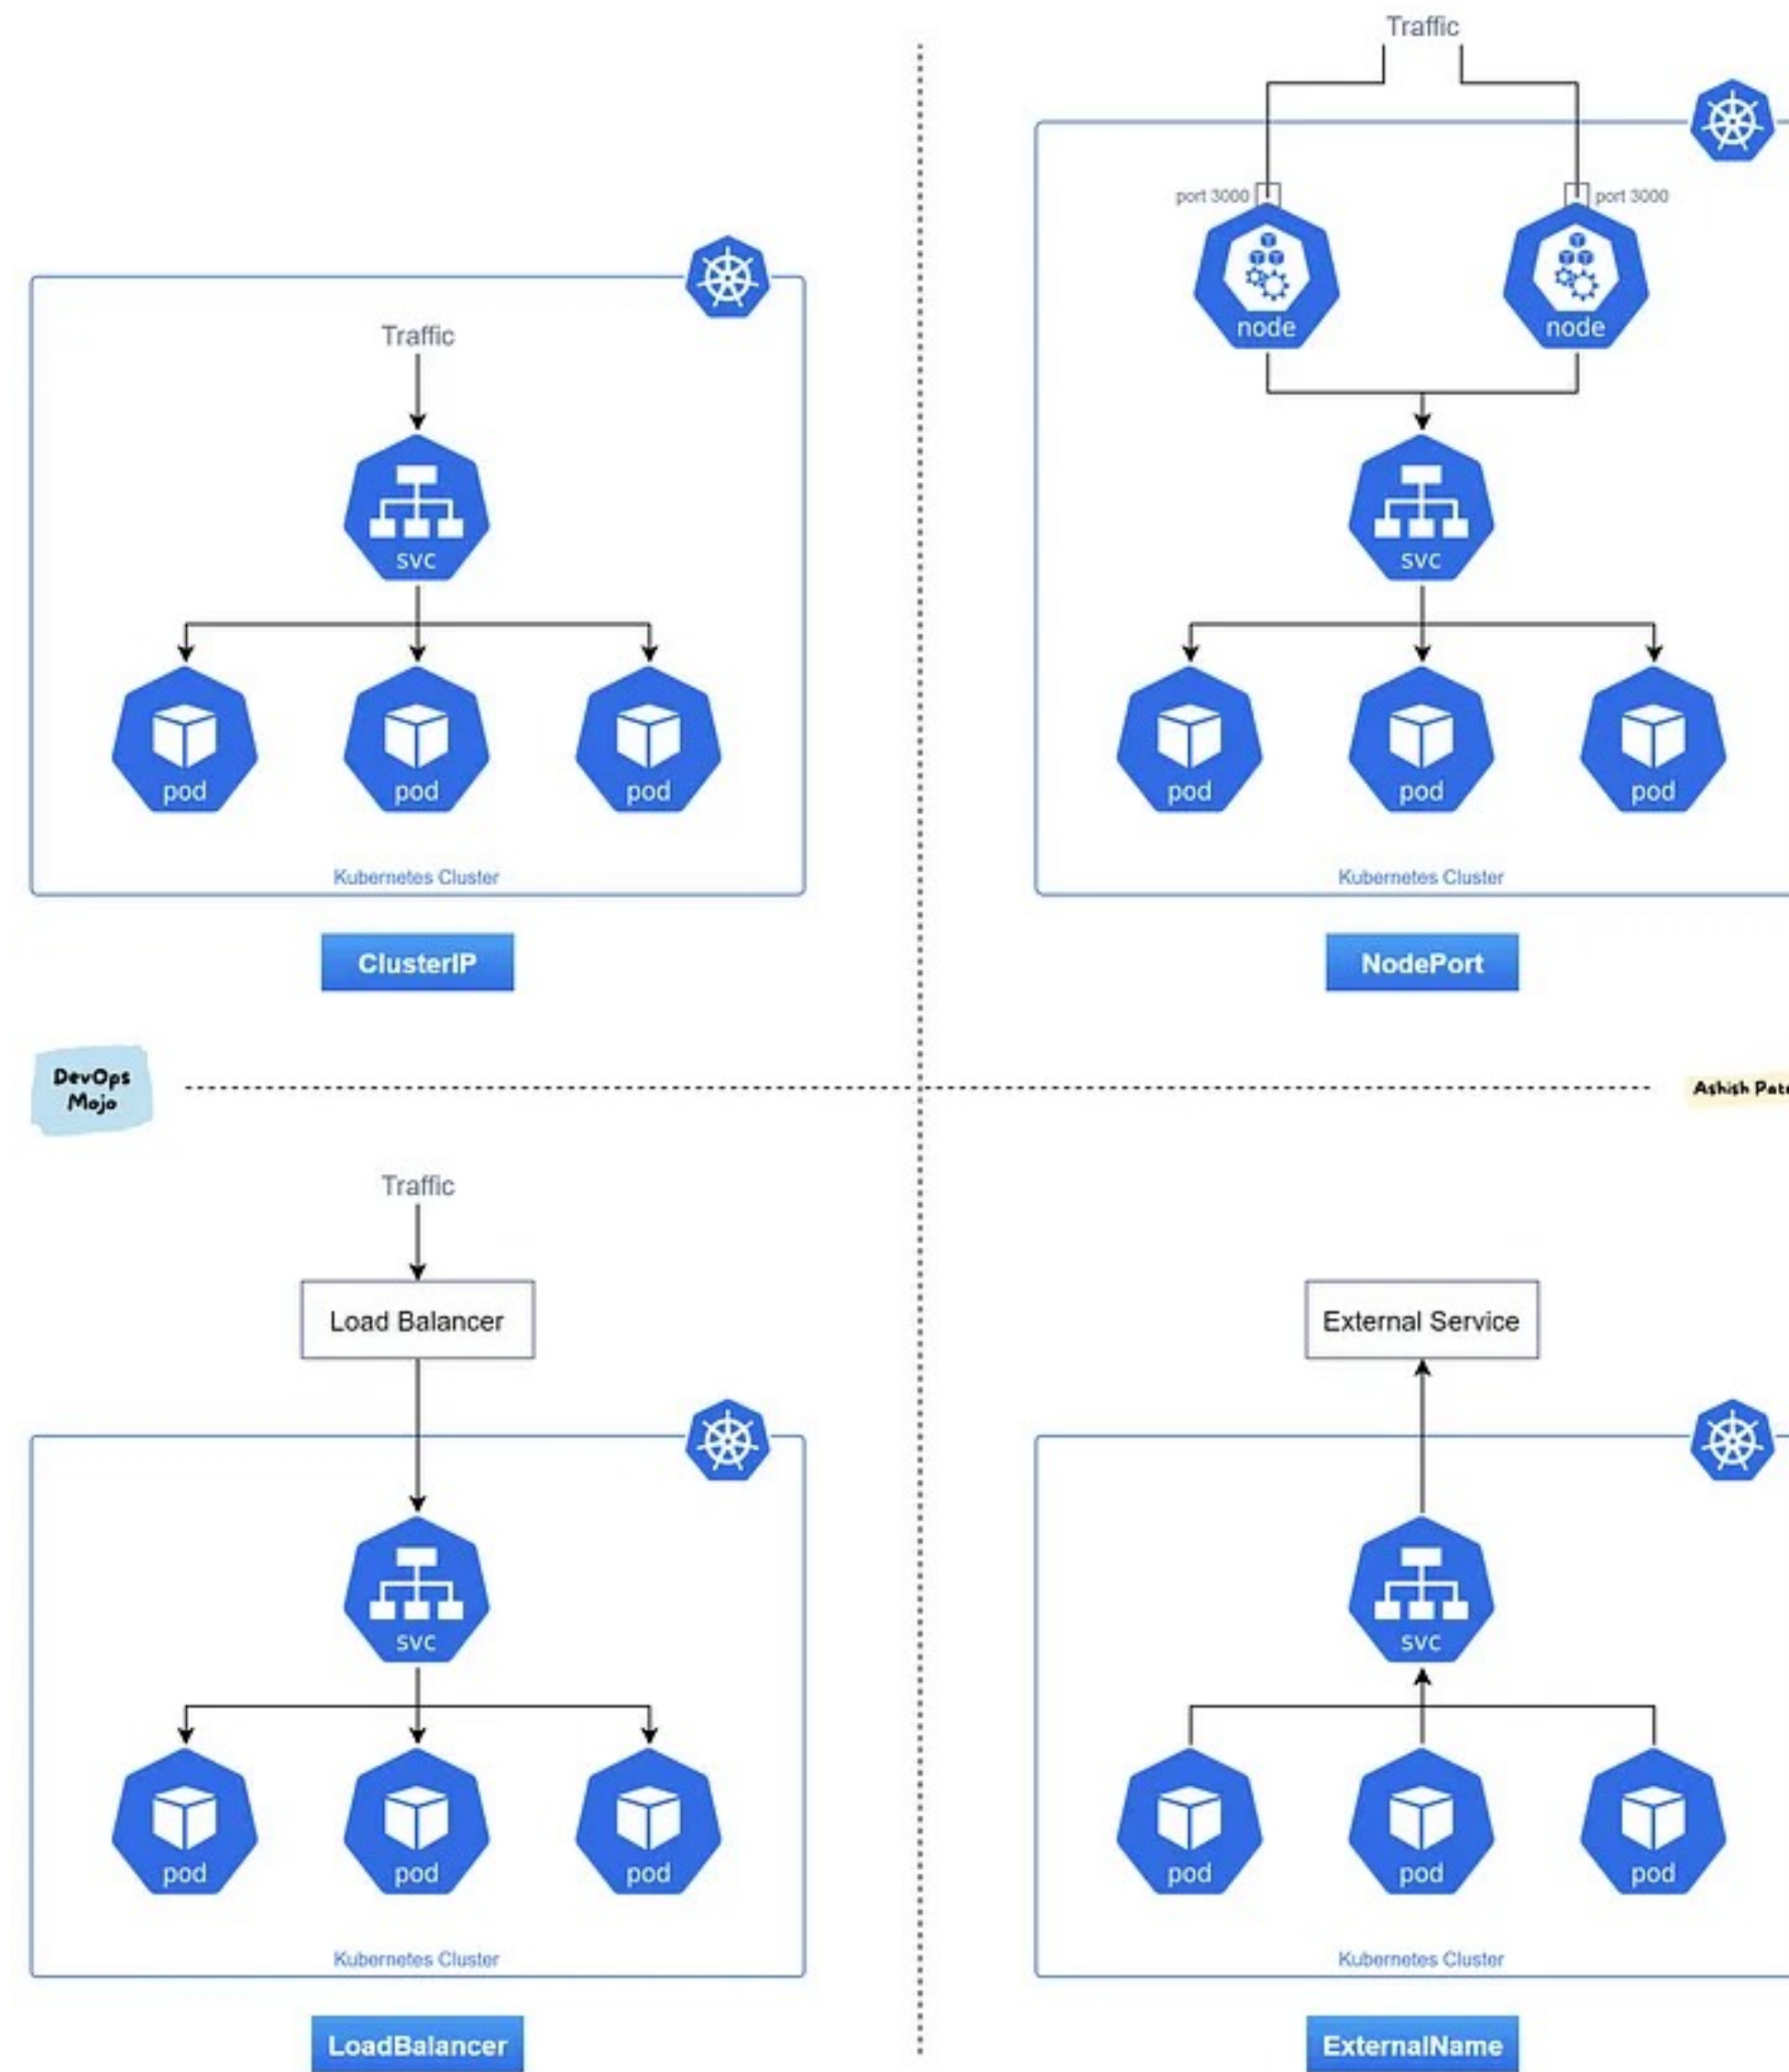 Traffic
port 3000
port 3000
node
node
Traffic
svc
svc
pod
pod
pod
pod
pod
pod
Kubernetes Cluster
Kubernetes Cluster
ClusterIP
NodePort
DevOps
Mojo
Ashish
Traffic
Load Balancer
External Service
svc
svc
pod
pod
pod
pod
pod
pod
Kubernetes Cluster
Kubernetes Cluster
LoadBalancer
ExternalName